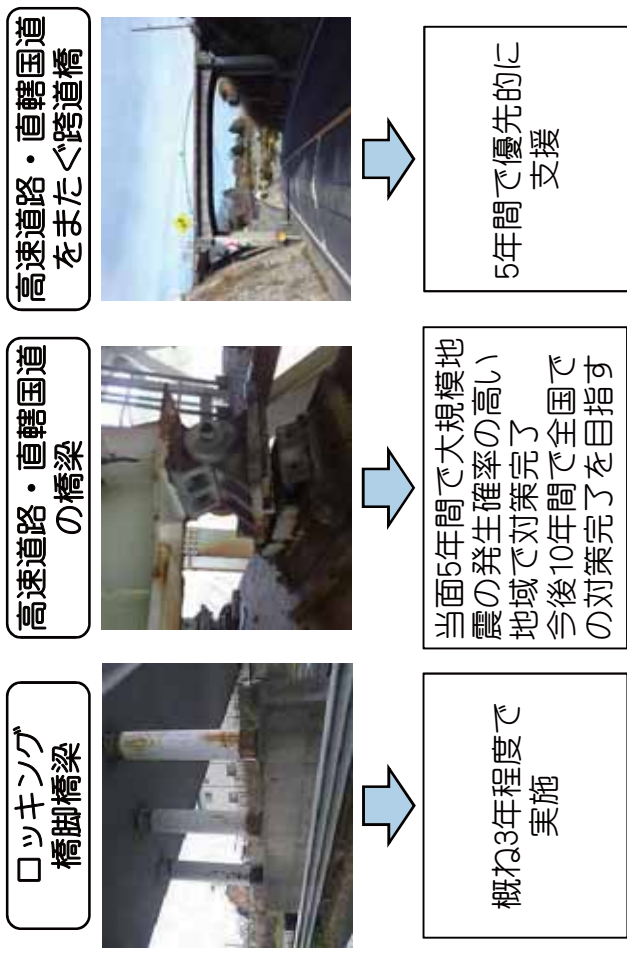 ロッキング
橋脚橋梁
概ね3年程度で
実施
高速道路・直轄国道
の橋梁
当面5年間で大規模地
震の発生確率の高い
地域で対策完了
今後10年間で全国で
の対策完了を目指す
高速道路・直轄国道
をまたぐ跨道橋
5年間で優先的に
支援